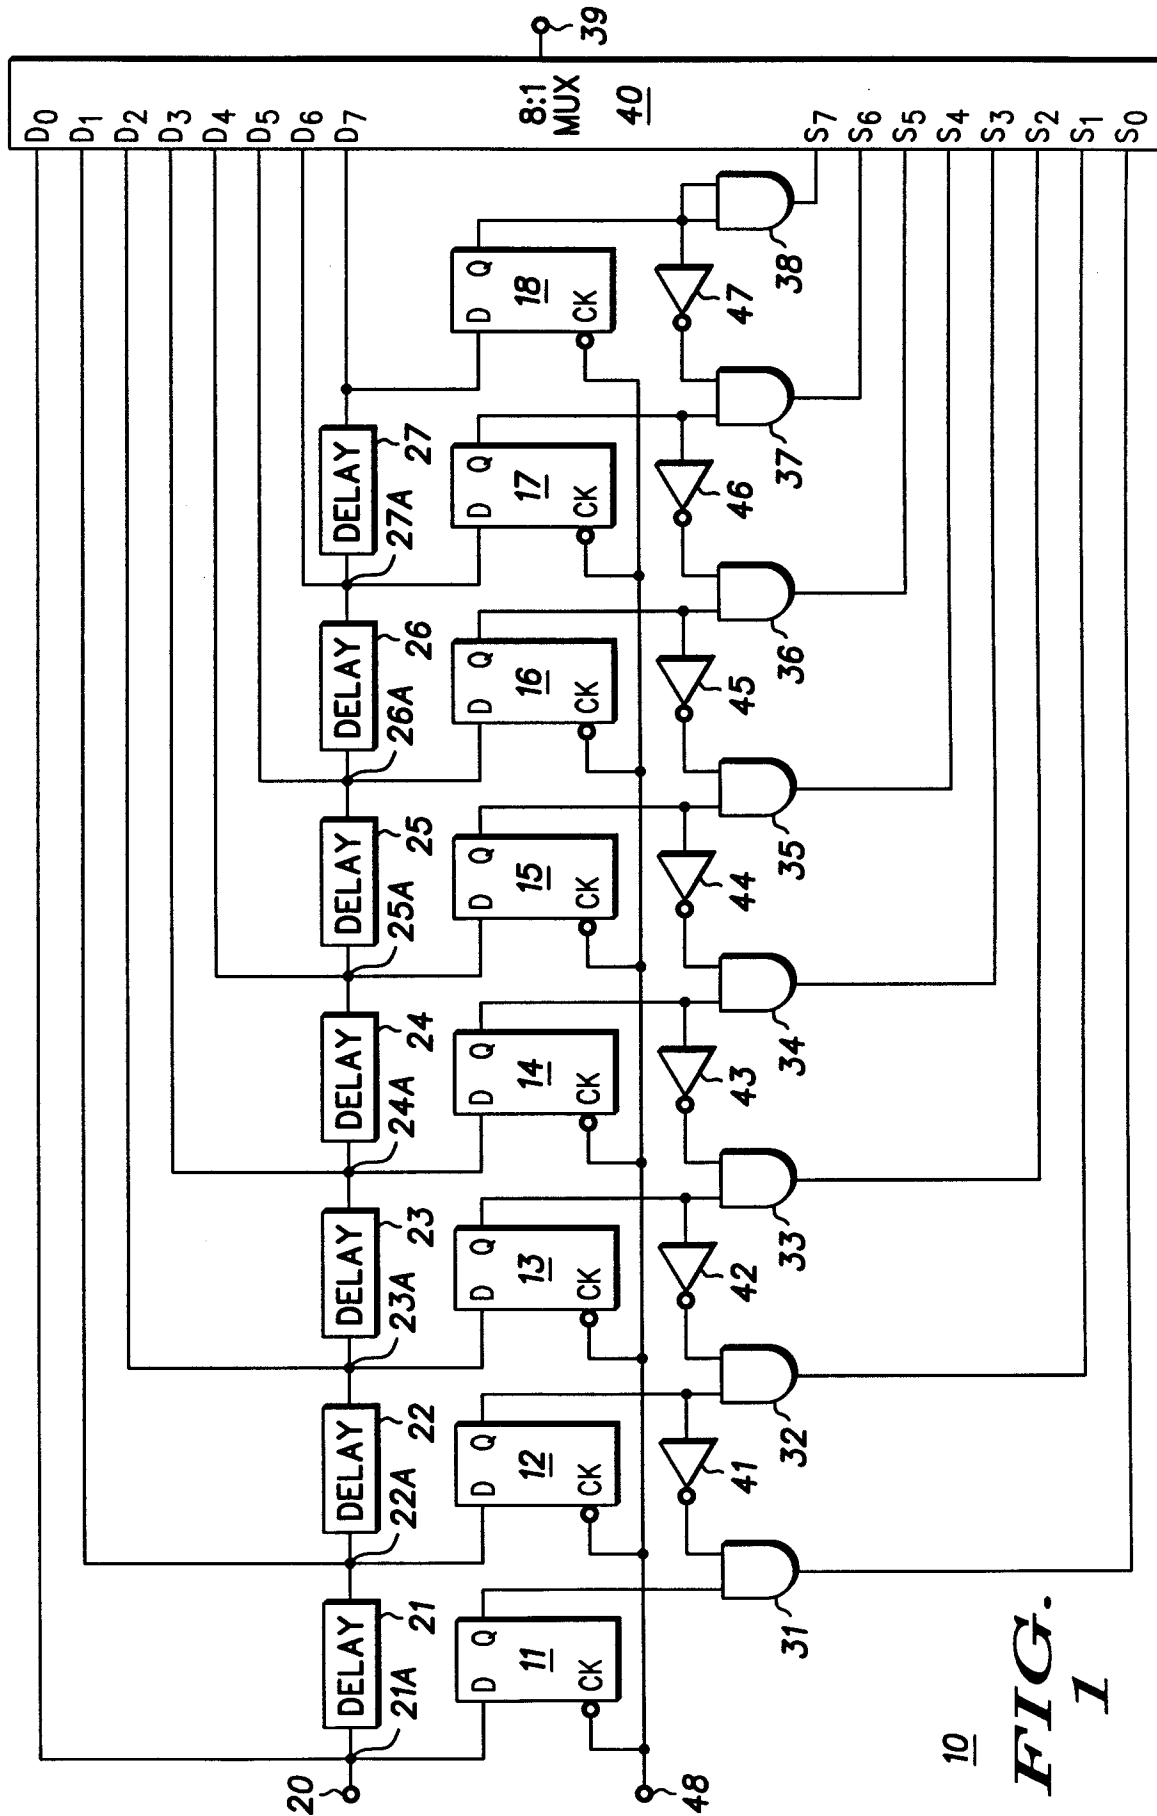 D0
D1
D2
D3
D4
D5
D6
D7
8:1
MUX
40
39
S7
S6
S5
S4
S3
S2
S1
S0
20
21A
DELAY
21
22A
DELAY
22
23A
DELAY
23
24A
DELAY
24
25A
DELAY
25
26A
DELAY
26
27A
DELAY
27
D Q
11
CK
D Q
12
CK
D Q
13
CK
D Q
14
CK
D Q
15
CK
D Q
16
CK
D Q
17
CK
D Q
18
CK
48
41
42
43
44
45
46
47
31
32
33
34
35
36
37
38
10
FIG. 1